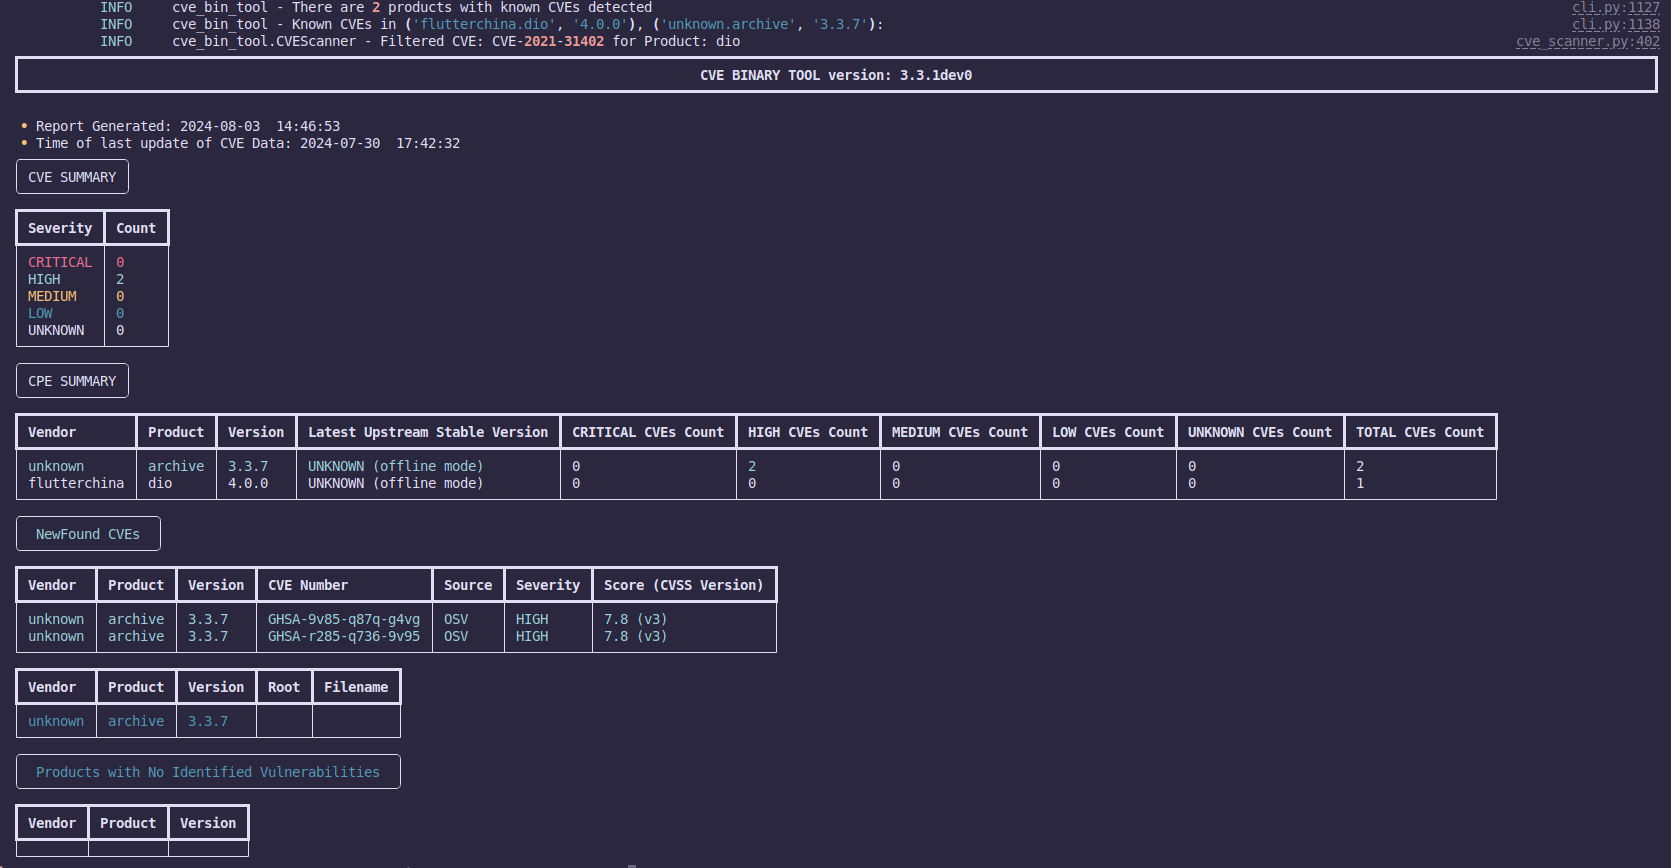 INFO cve_bin_tool - There are 2 products with known CVEs detected cli.py:1127
INFO cve_bin_tool - Known CVEs in ('flutterchina.dio', '4.0.0'), ('unknown.archive', '3.3.7'): cli.py:1138
INFO cve_bin_tool.CVEScanner - Filtered CVE: CVE-2021-31402 for Product: dio cve_scanner.py:402
CVE BINARY TOOL version: 3.3.1dev0
• Report Generated: 2024-08-03 14:46:53
• Time of last update of CVE Data: 2024-07-30 17:42:32
CVE SUMMARY
Severity Count
CRITICAL 0
HIGH 2
MEDIUM 0
LOW 0
UNKNOWN 0
CPE SUMMARY
Vendor Product Version Latest Upstream Stable Version CRITICAL CVEs Count HIGH CVEs Count MEDIUM CVEs Count LOW CVEs Count UNKNOWN CVEs Count TOTAL CVEs Count
unknown archive 3.3.7 UNKNOWN (offline mode) 0 2 0 0 0 2
flutterchina dio 4.0.0 UNKNOWN (offline mode) 0 0 0 0 0 1
NewFound CVEs
Vendor Product Version CVE Number Source Severity Score (CVSS Version)
unknown archive 3.3.7 GHSA-9v85-q87q-g4vg OSV HIGH 7.8 (v3)
unknown archive 3.3.7 GHSA-r285-q736-9v95 OSV HIGH 7.8 (v3)
Vendor Product Version Root Filename
unknown archive 3.3.7
Products with No Identified Vulnerabilities
Vendor Product Version